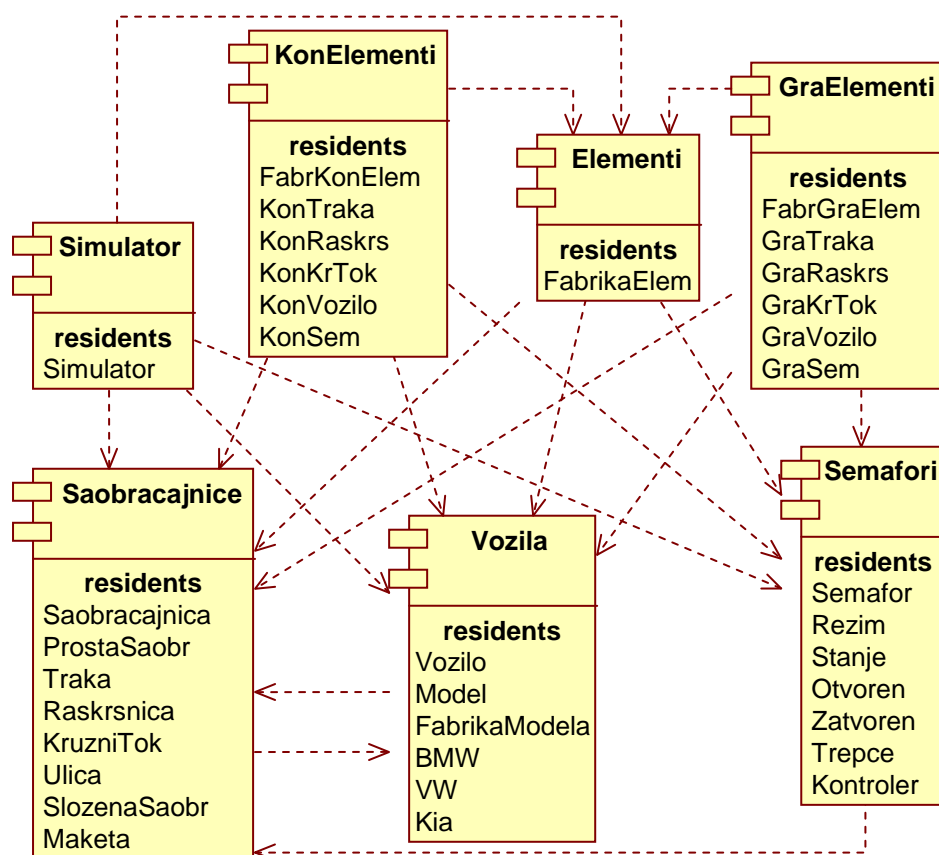 KonElementi
residents
FabrKonElem
KonTraka
KonRaskrs
KonKrTok
KonVozilo
KonSem
GraElementi
residents
FabrGraElem
GraTraka
GraRaskrs
GraKrTok
GraVozilo
GraSem
Elementi
residents
FabrikaElem
Simulator
residents
Simulator
Saobracajnice
residents
Saobracajnica
ProstaSaobr
Traka
Raskrsnica
KruzniTok
Ulica
SlozenaSaobr
Maketa
Vozila
residents
Vozilo
Model
FabrikaModela
BMW
VW
Kia
Semafori
residents
Semafor
Rezim
Stanje
Otvoren
Zatvoren
Trepce
Kontroler